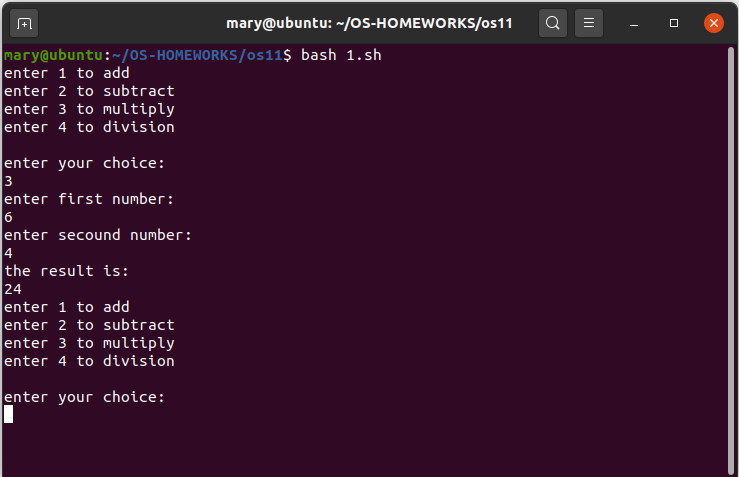 mary@ubuntu: ~/OS-HOMEWORKS/os11
mary@ubuntu:~/OS-HOMEWORKS/os11$ bash 1.sh
enter 1 to add
enter 2 to subtract
enter 3 to multiply
enter 4 to division
enter your choice:
3
enter first number:
6
enter secound number:
4
the result is:
24
enter 1 to add
enter 2 to subtract
enter 3 to multiply
enter 4 to division
enter your choice: